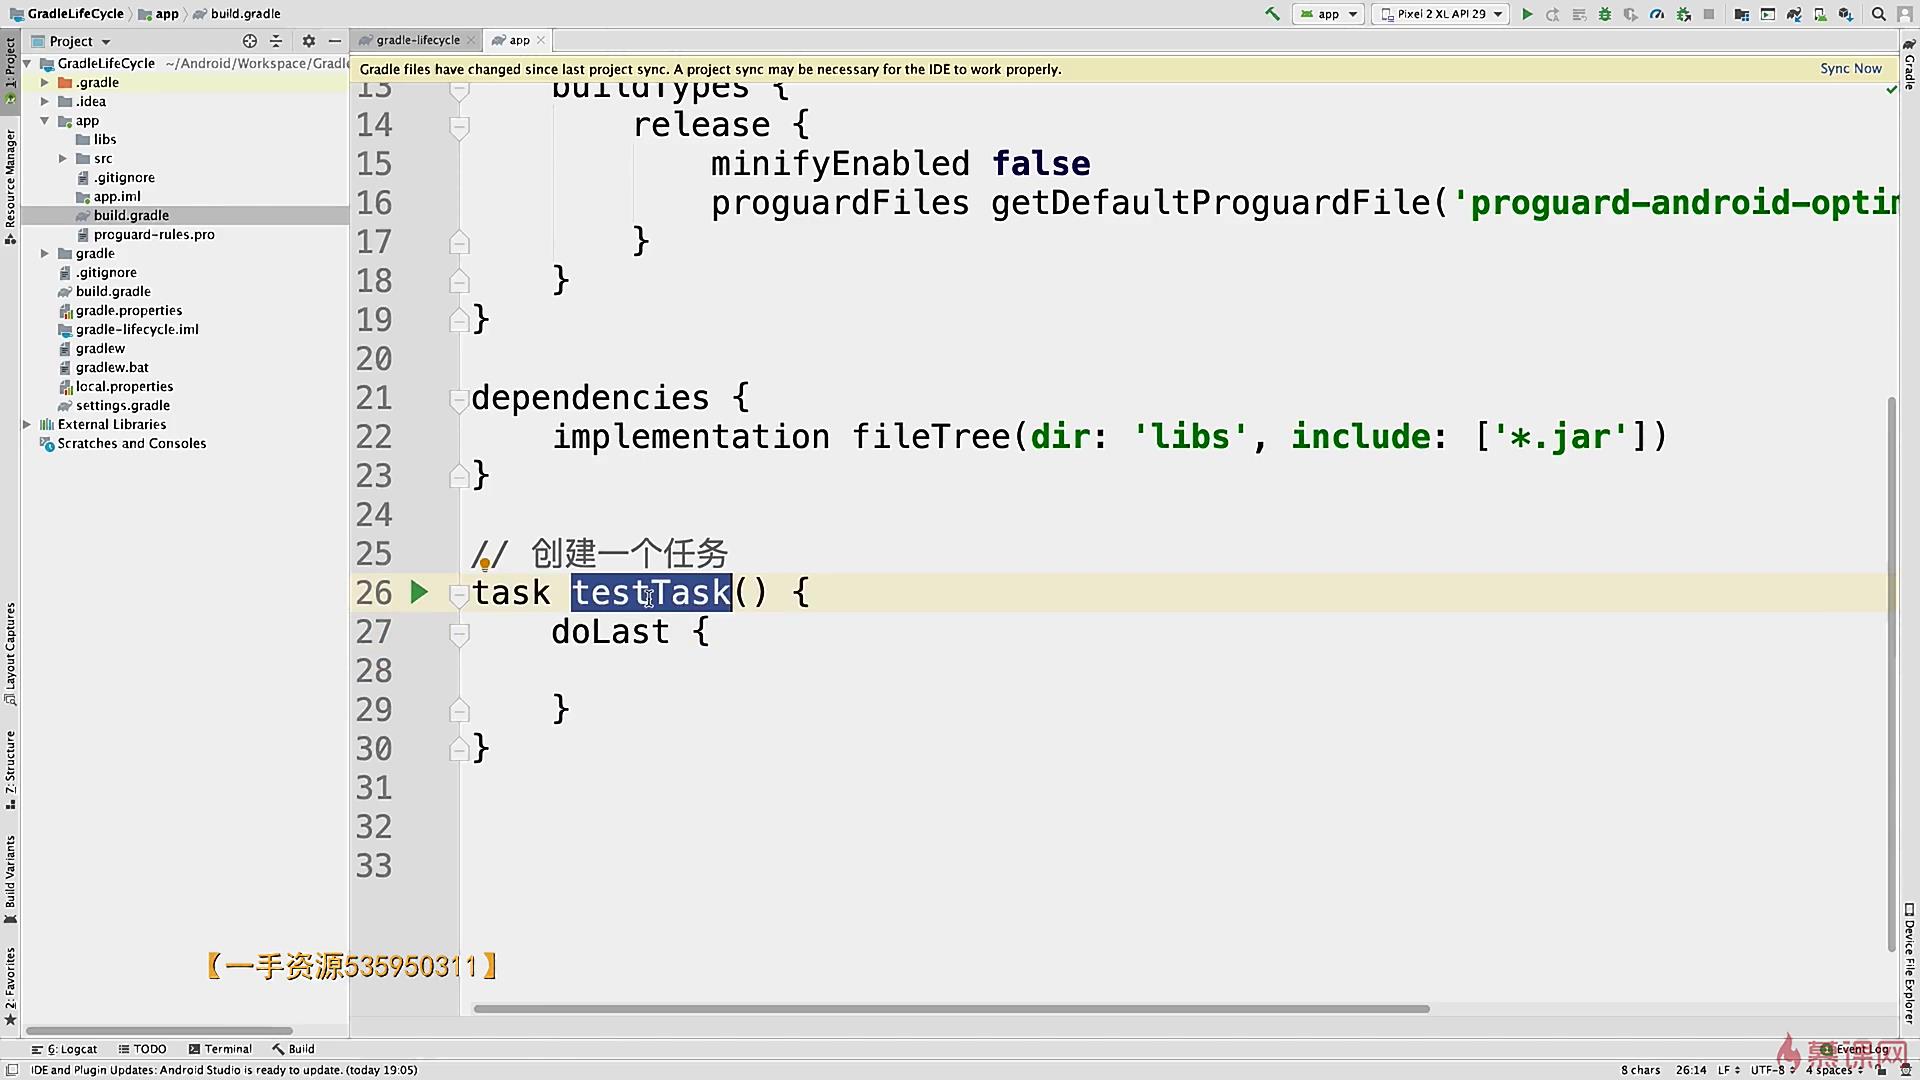 GradleLifeCycle app build.gradle
app Pixel 2 XL API 29
Project
gradle-lifecycle app
GradleLifeCycle ~/Android/Workspace/Gradle
Gradle files have changed since last project sync. A project sync may be necessary for the IDE to work properly. Sync Now
.gradle
.idea
app
libs
src
.gitignore
app.iml
build.gradle
proguard-rules.pro
gradle
.gitignore
build.gradle
gradle.properties
gradle-lifecycle.iml
gradlew
gradlew.bat
local.properties
settings.gradle
External Libraries
Scratches and Consoles
13 buildTypes {
14 release {
15 minifyEnabled false
16 proguardFiles getDefaultProguardFile('proguard-android-optim
17 }
18 }
19 }
20
21 dependencies {
22 implementation fileTree(dir: 'libs', include: ['*.jar'])
23 }
24
25 // 创建一个任务
26 task testTask() {
27 doLast {
28
29 }
30 }
31
32
33
1: Project
Resource Manager
Layout Captures
7: Structure
Build Variants
2: Favorites
Gradle
Device File Explorer
【一手资源535950311】
6: Logcat TODO Terminal Build
Event Log
慕课网
IDE and Plugin Updates: Android Studio is ready to update. (today 19:05)
8 chars 26:14 LF UTF-8 4 spaces